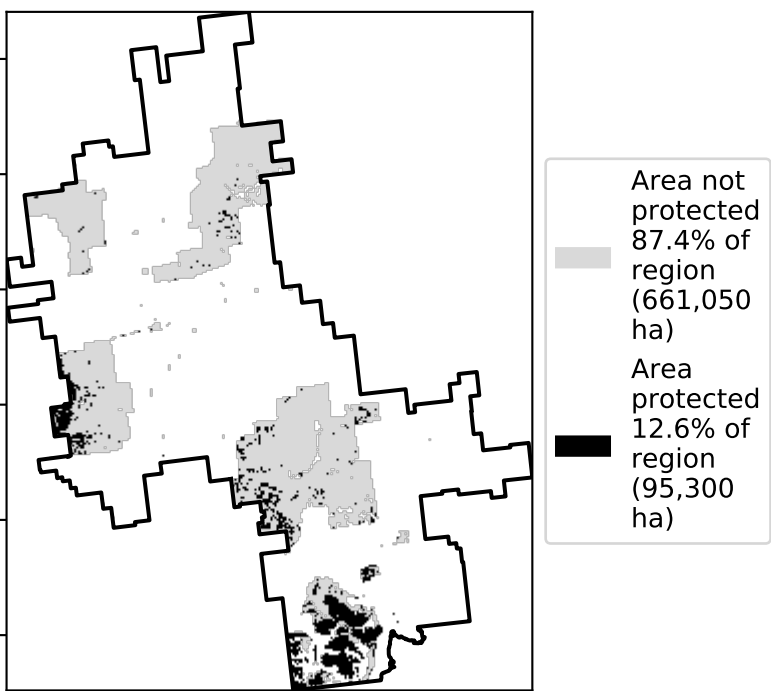 Area not
protected
87.4% of
region
(661,050
ha)
Area
protected
12.6% of
region
(95,300
ha)